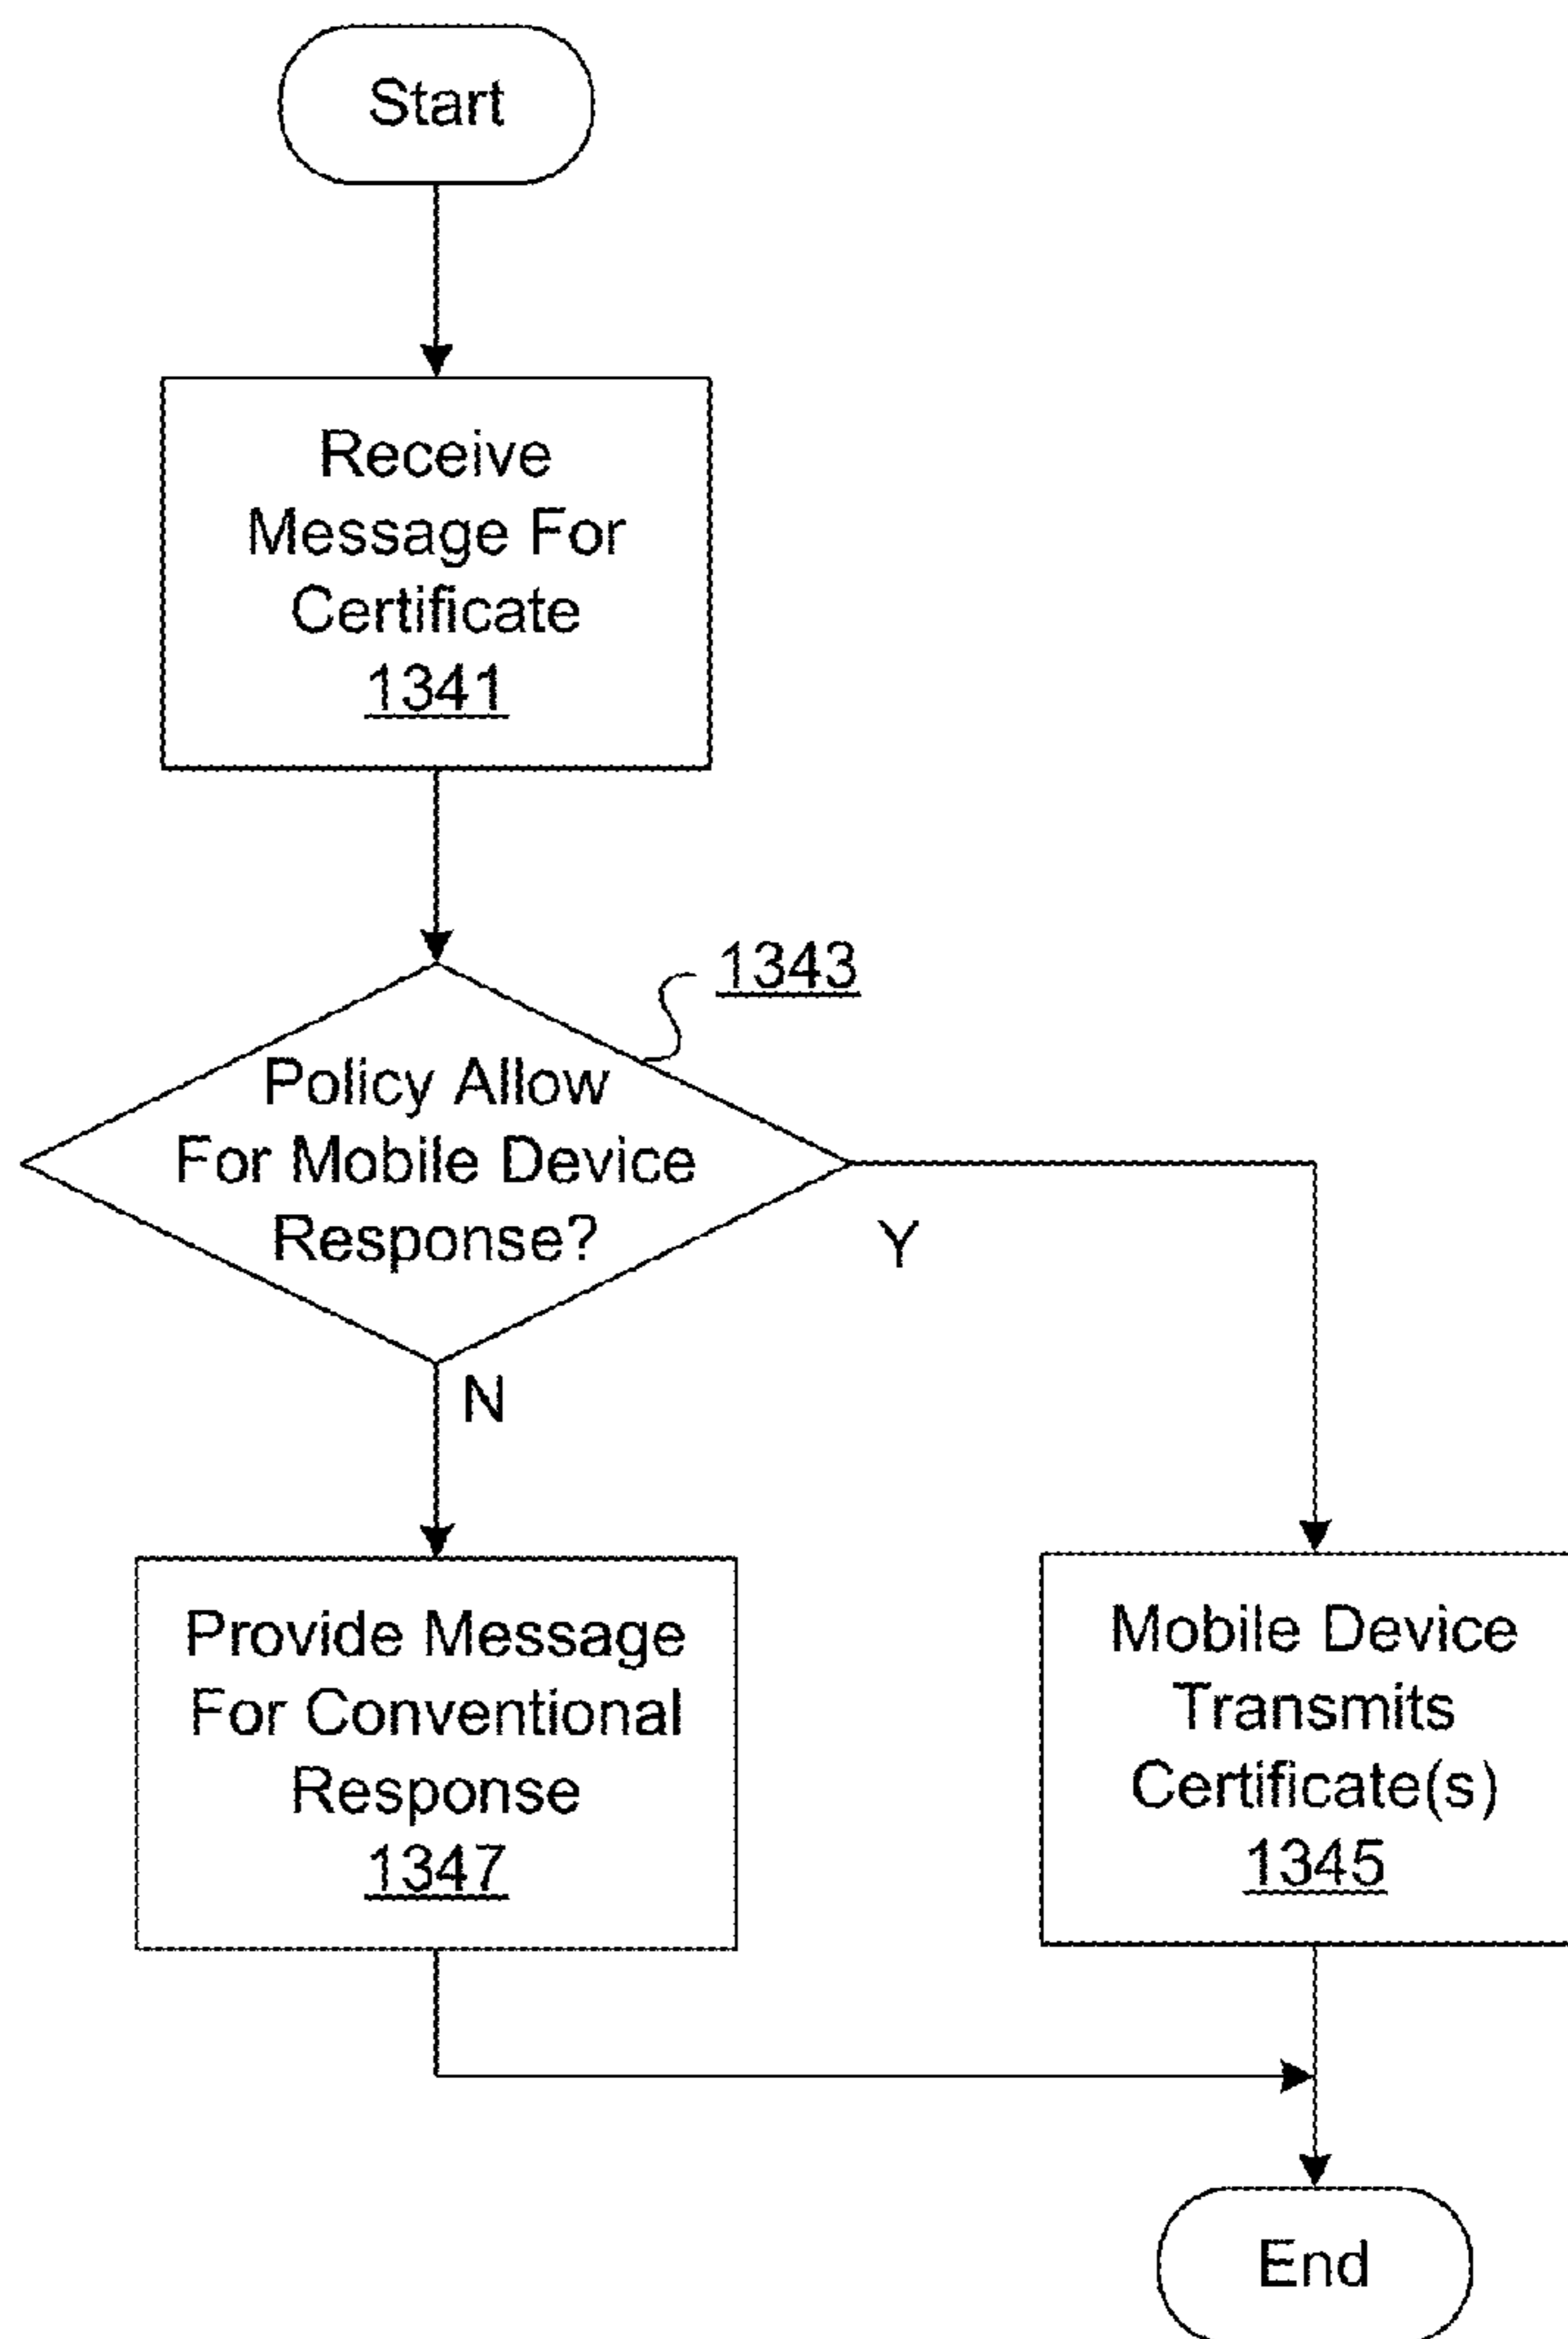 Start
Receive
Message For
Certificate
1341
1343
Policy Allow
For Mobile Device
Response?
Y
N
Provide Message
For Conventional
Response
1347
Mobile Device
Transmits
Certificate(s)
1345
End